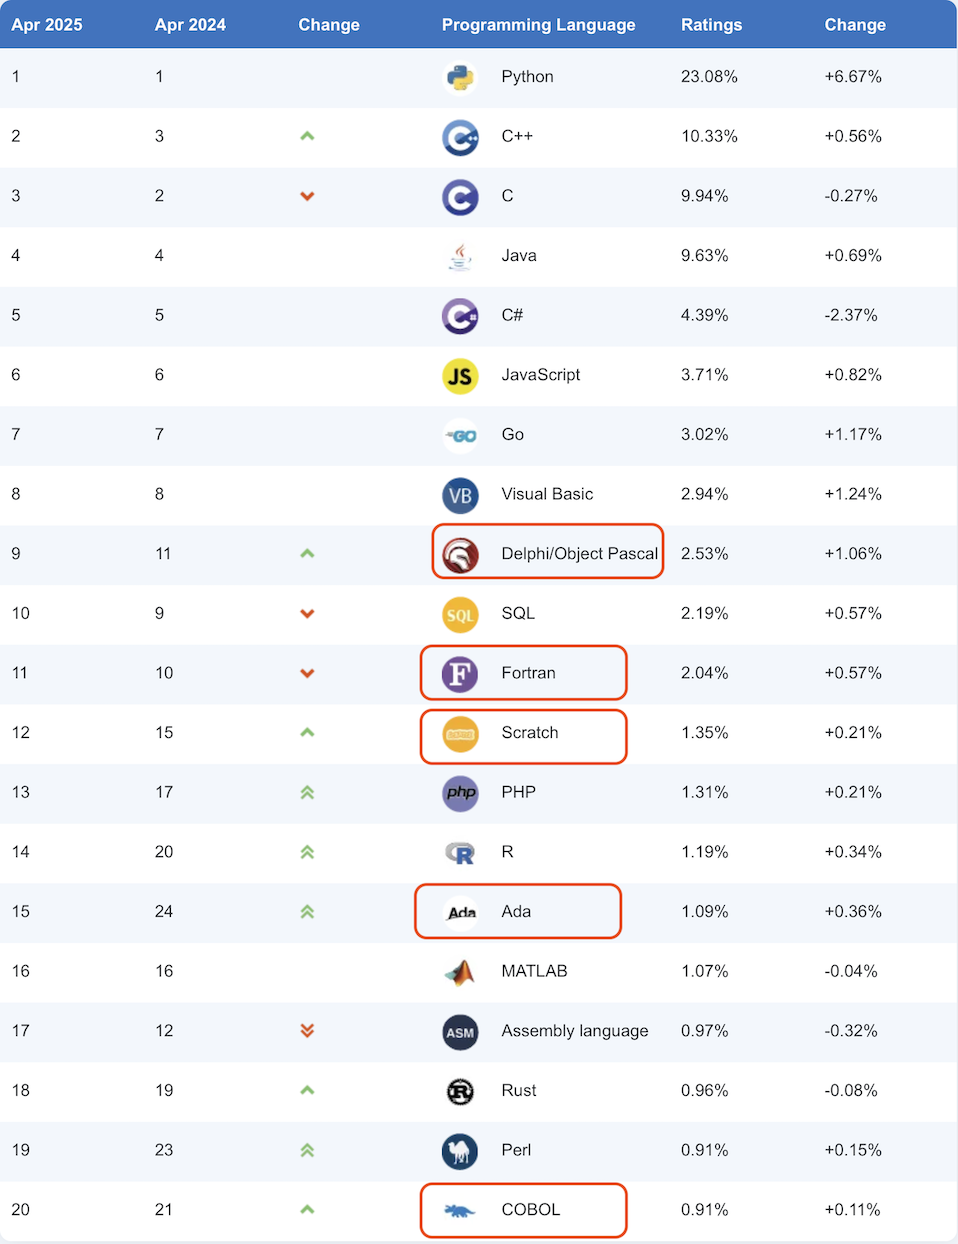 Apr 2025 Apr 2024 Change Programming Language Ratings Change
1 1 Python 23.08% +6.67%
2 3 C++ 10.33% +0.56%
3 2 C 9.94% -0.27%
4 4 Java 9.63% +0.69%
5 5 C# 4.39% -2.37%
6 6 JS JavaScript 3.71% +0.82%
7 7 GO Go 3.02% +1.17%
8 8 VB Visual Basic 2.94% +1.24%
9 11 Delphi/Object Pascal 2.53% +1.06%
10 9 SQL SQL 2.19% +0.57%
11 10 F Fortran 2.04% +0.57%
12 15 Scratch 1.35% +0.21%
13 17 php PHP 1.31% +0.21%
14 20 R R 1.19% +0.34%
15 24 Ada Ada 1.09% +0.36%
16 16 MATLAB 1.07% -0.04%
17 12 ASM Assembly language 0.97% -0.32%
18 19 R Rust 0.96% -0.08%
19 23 Perl 0.91% +0.15%
20 21 COBOL 0.91% +0.11%